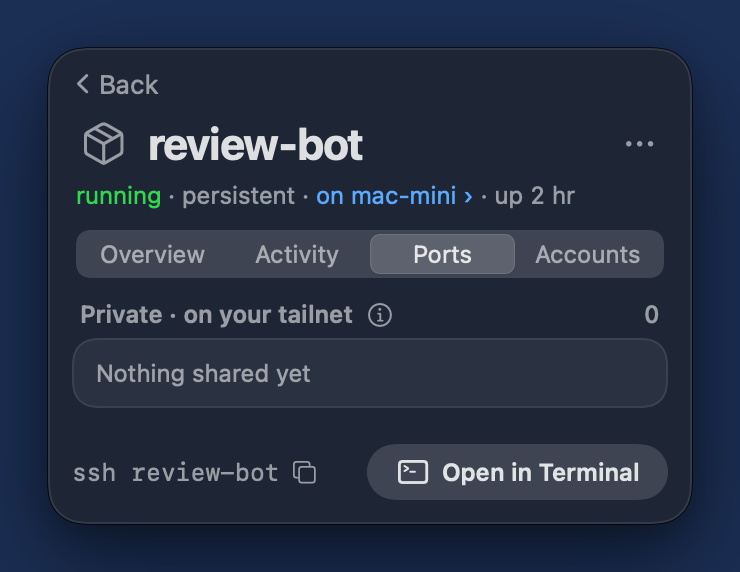 Back
review-bot
running · persistent · on mac-mini › · up 2 hr
Overview Activity Ports Accounts
Private · on your tailnet 0
Nothing shared yet
ssh review-bot Open in Terminal